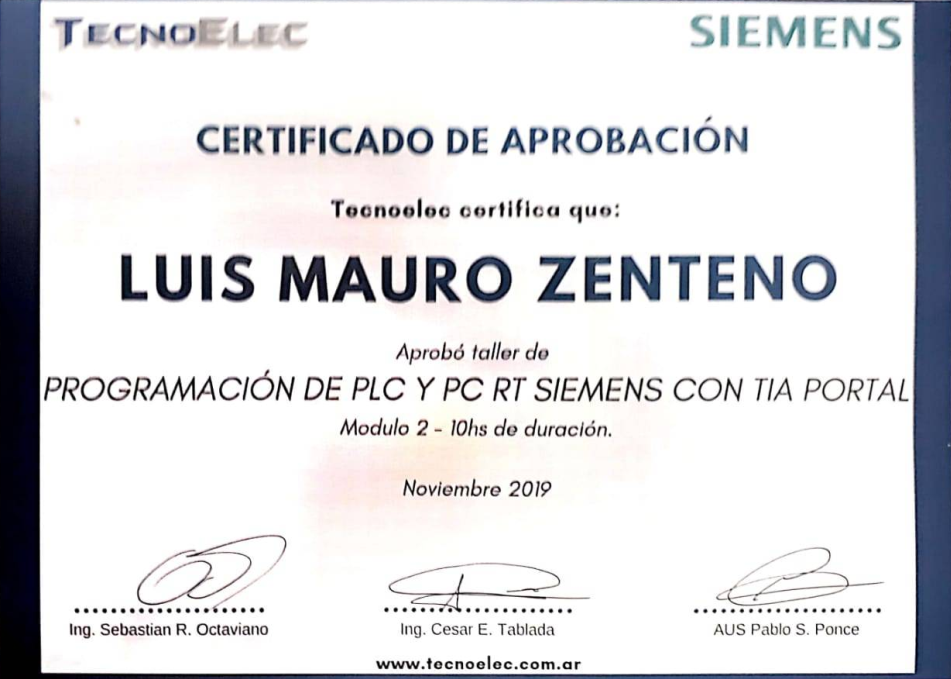 TECNOELEC
SIEMENS
CERTIFICADO DE APROBACIÓN
Tecnoelec certifica que:
LUIS MAURO ZENTENO
Aprobó taller de
PROGRAMACIÓN DE PLC Y PC RT SIEMENS CON TIA PORTAL
Modulo 2 - 10hs de duración.
Noviembre 2019
Ing. Sebastian R. Octaviano
Ing. Cesar E. Tablada
AUS Pablo S. Ponce
www.tecnoelec.com.ar